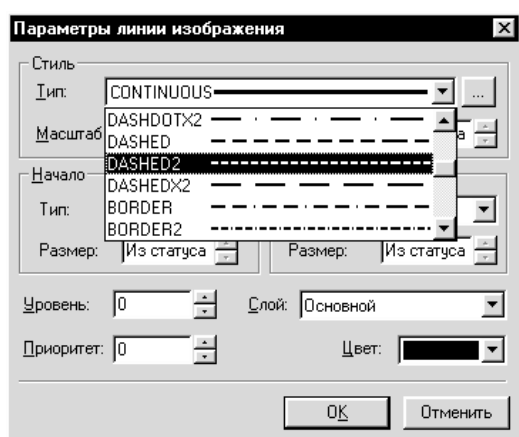 Параметры линии изображения
Стиль
Тип: CONTINUOUS ...
DASHDOTX2
Масштаб а
DASHED
DASHED2
Начало
DASHEDX2
Тип: BORDER
BORDER2
Размер: Из статуса Размер: Из статуса
Уровень: 0 Слой: Основной
Приоритет: 0 Цвет:
OK Отменить